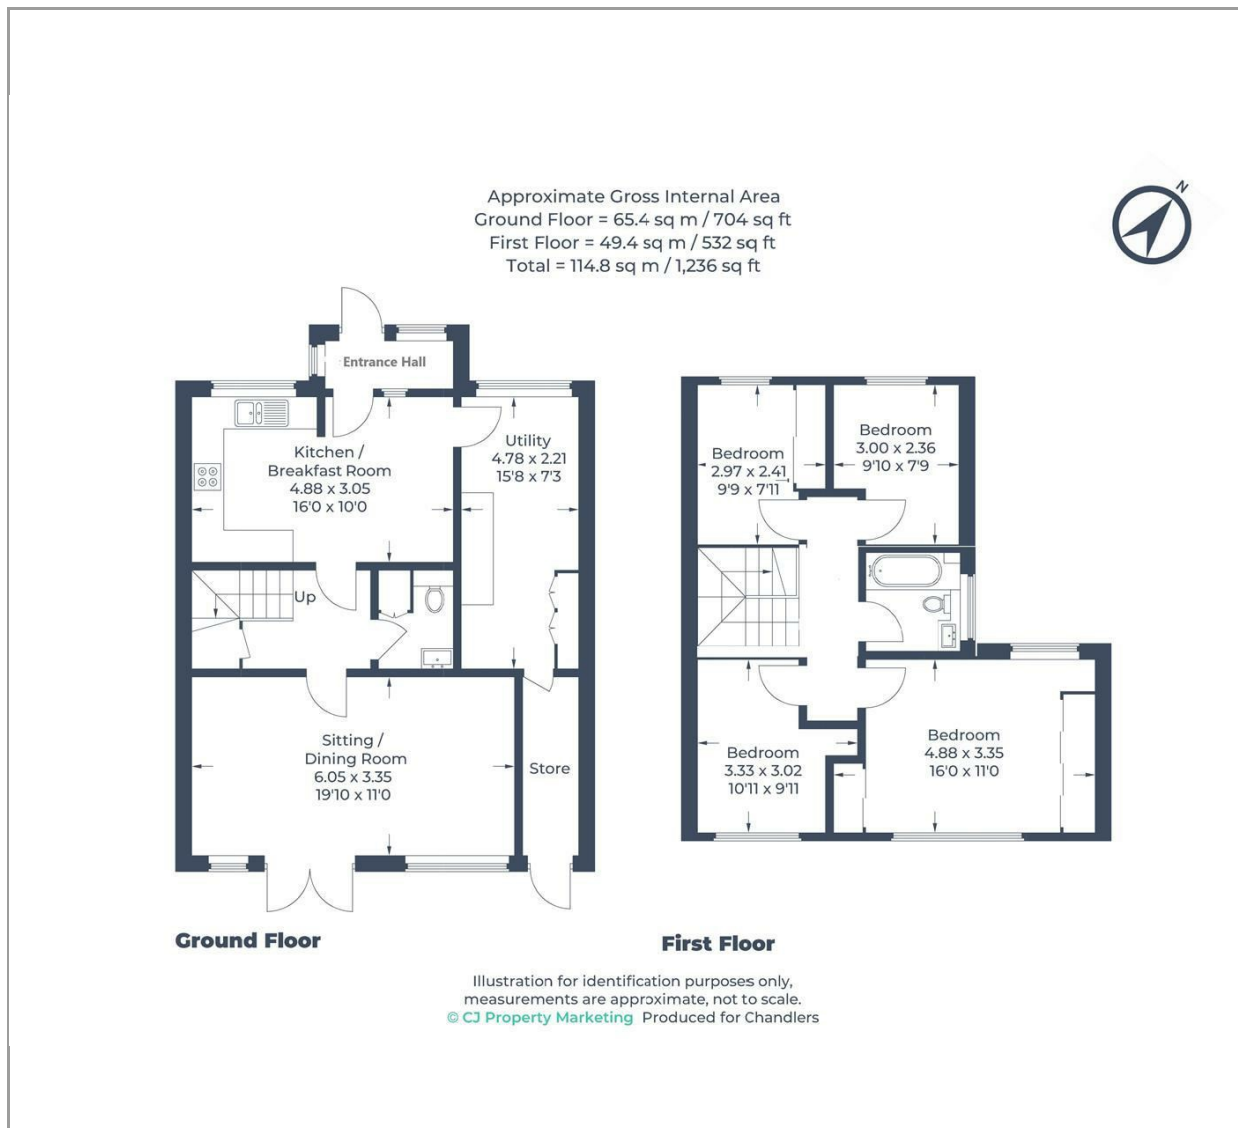 Approximate Gross Internal Area
Ground Floor = 65.4 sq m / 704 sq ft
First Floor = 49.4 sq m / 532 sq ft
Total = 114.8 sq m / 1,236 sq ft
N
Entrance Hall
Kitchen /
Breakfast Room
4.88 x 3.05
16'0 x 10'0
Utility
4.78 x 2.21
15'8 x 7'3
Up
Sitting /
Dining Room
6.05 x 3.35
19'10 x 11'0
Store
Ground Floor
Bedroom
2.97 x 2.41
9'9 x 7'11
Bedroom
3.00 x 2.36
9'10 x 7'9
Bedroom
3.33 x 3.02
10'11 x 9'11
Bedroom
4.88 x 3.35
16'0 x 11'0
First Floor
Illustration for identification purposes only,
measurements are approximate, not to scale.
© CJ Property Marketing Produced for Chandlers